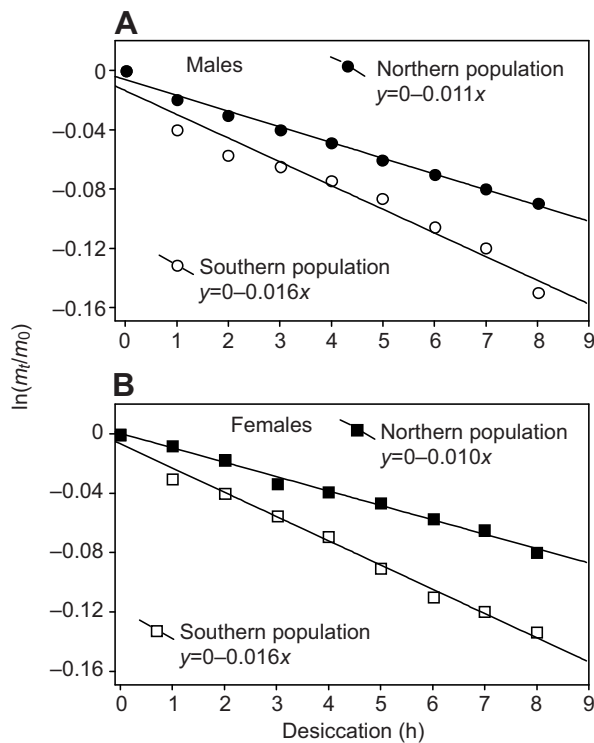 A
0
Males
Northern population
y=0–0.011x
–0.04
–0.08
–0.12
Southern population
y=0–0.016x
–0.16
0 1 2 3 4 5 6 7 8 9
ln(mt/m0)
B
0
Females
Northern population
y=0–0.010x
–0.04
–0.08
–0.12
Southern population
y=0–0.016x
–0.16
0 1 2 3 4 5 6 7 8 9
Desiccation (h)